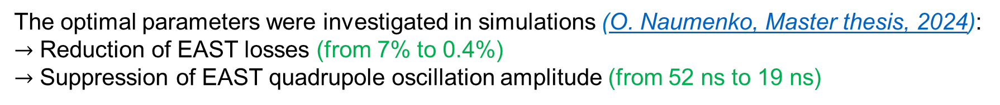 The optimal parameters were investigated in simulations (O. Naumenko, Master thesis, 2024):
→ Reduction of EAST losses (from 7% to 0.4%)
→ Suppression of EAST quadrupole oscillation amplitude (from 52 ns to 19 ns)